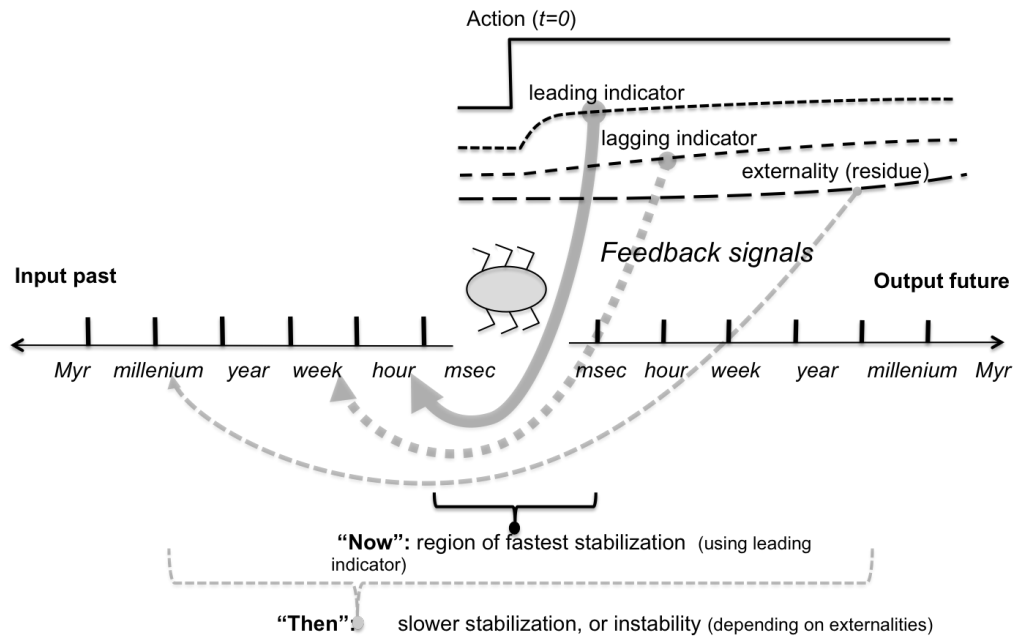 Action (t=0)
leading indicator
lagging indicator
externality (residue)
Feedback signals
Input past
Output future
Myr millenium year week hour msec
msec hour week year millenium Myr
“Now”: region of fastest stabilization (using leading
indicator)
“Then”: slower stabilization, or instability (depending on externalities)